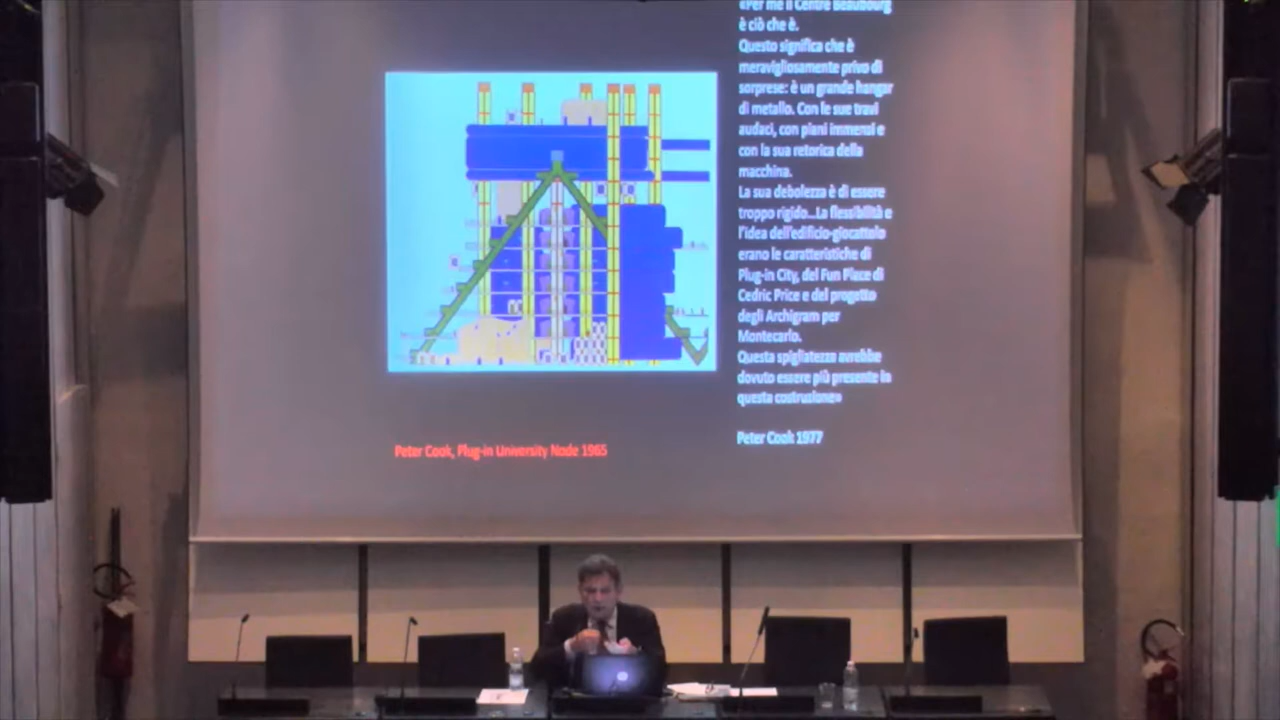 «Per me il Centre Beaubourg
è ciò che è.
Questo significa che è
meravigliosamente privo di
sorprese: è un grande hangar
di metallo. Con le sue travi
audaci, con piani immensi e
con la sua retorica della
macchina.
La sua debolezza è di essere
troppo rigido...La flessibilità e
l'idea dell'edificio-giocattolo
erano le caratteristiche di
Plug-in City, del Fun Place di
Cedric Price e del progetto
degli Archigram per
Montecarlo.
Questa spigliatezza avrebbe
dovuto essere più presente in
questa costruzione»
Peter Cook 1977
Peter Cook, Plug-in University Node 1965